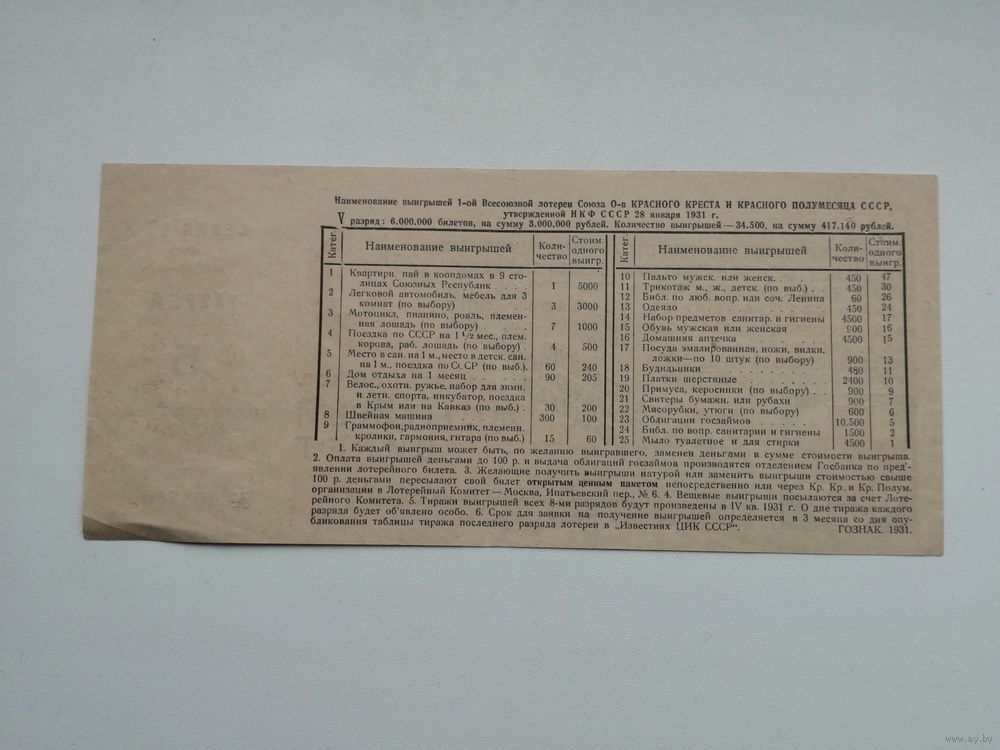 Наименование выигрышей 1-ой Всесоюзной лотереи Союза О-в КРАСНОГО КРЕСТА И КРАСНОГО ПОЛУМЕСЯЦА СССР,
утвержденной НКФ СССР 28 января 1931 г.
V разряд: 6.000.000 билетов, на сумму 3.000.000 рублей. Количество выигрышей—34.500, на сумму 417.140 рублей.
Катег. Наименование выигрышей Коли-чество Стоим. одного выигр.
1 Квартирн. пай в коопдомах в 9 сто-
лицах Союзных Республик . . . . 1 5000
2 Легковой автомобиль, мебель для 3
комнат (по выбору) . . . . 3 3000
3 Мотоцикл, пианино, рояль, племен-
ная лошадь (по выбору) . . . . 7 1000
4 Поездка по СССР на 1 1/2 мес., плем.
корова, раб. лошадь (по выбору) . 4 500
5 Место в сан. на 1 м., место в детск. сан.
на 1 м., поездка по СССР (по выб.). 60 240
6 Дом отдыха на 1 месяц . . . . 90 205
7 Велос., охотн. ружье, набор для зимн.
и летн. спорта, инкубатор, поездка
в Крым или на Кавказ (по выб.) . 30 200
8 Швейная машина . . . . 300 100
9 Граммофон, радиоприемник, племенн.
кролики, гармония, гитара (по выб.) 15 60
Катег. Наименование выигрышей Коли-чество Стоим. одного выигр.
10 Пальто мужск. или женск. . . . 450 47
11 Трикотаж м., ж., детск. (по выб.) . . 450 30
12 Библ. по люб. вопр. или соч. Ленина 60 26
13 Одеяло . . . . 450 24
14 Набор предметов санитар. и гигиены 4500 17
15 Обувь мужская или женская . 900 16
16 Домашняя аптечка . . . . 4500 15
17 Посуда эмалированная, ножи, вилки,
ложки—по 10 штук (по выбору) 900 13
18 Будильники . . . . 480 11
19 Платки шерстяные . . . . 2400 10
20 Примуса, керосинки (по выбору) . . 900 9
21 Свитеры бумажн. или рубахи 900 7
22 Мясорубки, утюги (по выбору) 600 6
23 Облигации госзаймов . . . . 10.500 5
24 Библ. по вопр. санитарии и гигиены 1500 2
25 Мыло туалетное и для стирки 4500 1
1. Каждый выигрыш может быть, по желанию выигравшего, заменен деньгами в сумме стоимости выигрыша.
2. Оплата выигрышей деньгами до 100 р. и выдача облигаций госзаймов производятся отделением Госбанка по пред'-
явлении лотерейного билета. 3. Желающие получить выигрыши натурой или заменить выигрыши стоимостью свыше
100 р. деньгами пересылают свой билет открытым ценным пакетом непосредственно или через Кр. Кр. и Кр. Полум.
организации в Лотерейный Комитет — Москва, Ипатьевский пер., № 6. 4. Вещевые выигрыши посылаются за счет Лоте-
рейного Комитета. 5. Тиражи выигрышей всех 8-ми разрядов будут произведены в IV кв. 1931 г. О дне тиража каждого
разряда будет об'явлено особо. 6. Срок для заявки на получение выигрыша определяется в 3 месяца со дня опу-
бликования таблицы тиража последнего разряда лотереи в „Известиях ЦИК СССР“. ГОЗНАК. 1931.
www.ay.by